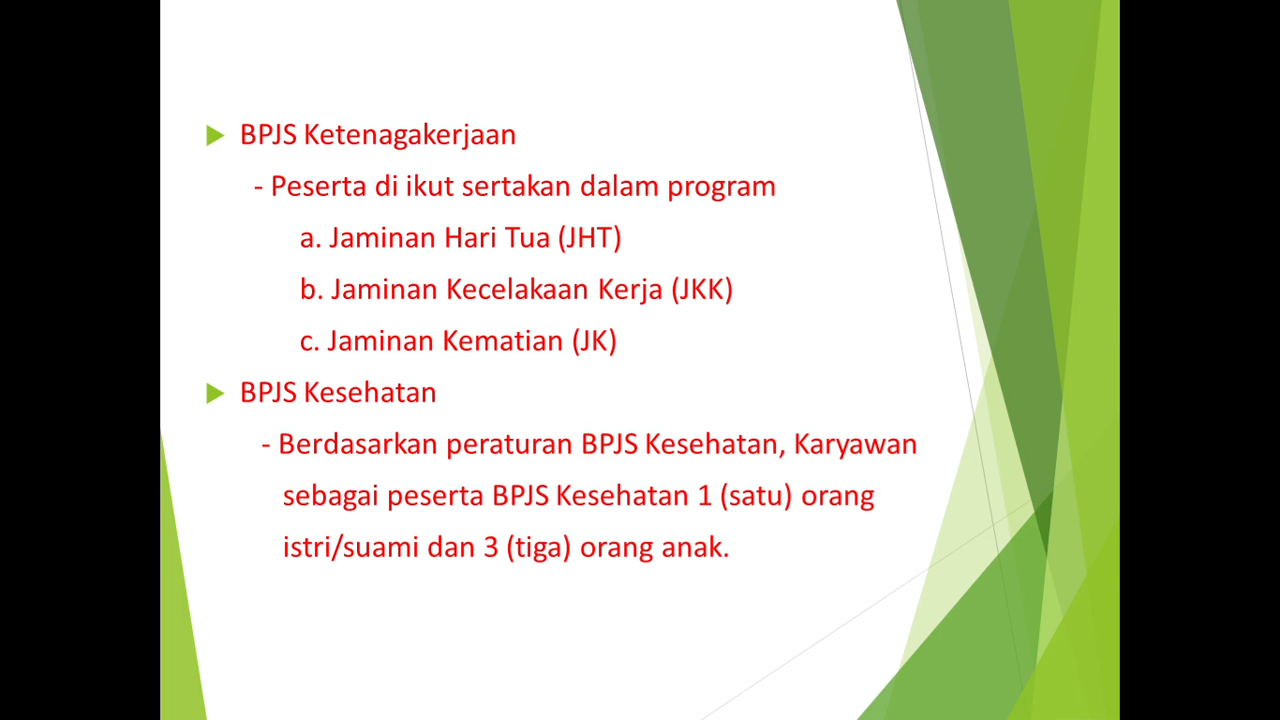 BPJS Ketenagakerjaan
- Peserta di ikut sertakan dalam program
a. Jaminan Hari Tua (JHT)
b. Jaminan Kecelakaan Kerja (JKK)
c. Jaminan Kematian (JK)
BPJS Kesehatan
- Berdasarkan peraturan BPJS Kesehatan, Karyawan
sebagai peserta BPJS Kesehatan 1 (satu) orang
istri/suami dan 3 (tiga) orang anak.